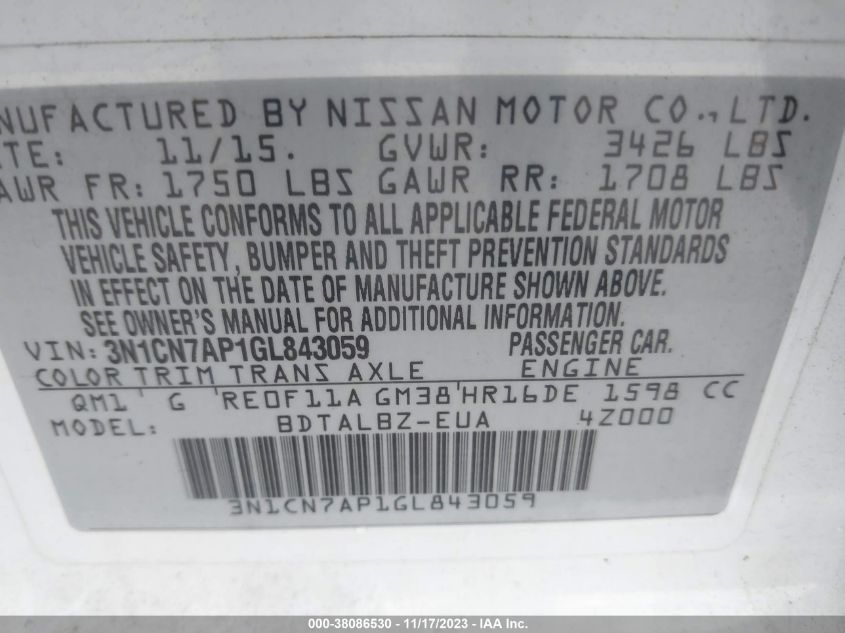 NUFACTURED BY NISSAN MOTOR CO., LTD.
TE: 11/15. GVWR: 3426 LBS
AWR FR: 1750 LBS GAWR RR: 1708 LBS
THIS VEHICLE CONFORMS TO ALL APPLICABLE FEDERAL MOTOR
VEHICLE SAFETY, BUMPER AND THEFT PREVENTION STANDARDS
IN EFFECT ON THE DATE OF MANUFACTURE SHOWN ABOVE.
SEE OWNER'S MANUAL FOR ADDITIONAL INFORMATION.
VIN: 3N1CN7AP1GL843059 PASSENGER CAR.
COLOR TRIM TRANS AXLE ENGINE
QM1 G RE0F11A GM38 HR16DE 1598 CC
MODEL: BDTALBZ-EUA 4Z000
3N1CN7AP1GL843059
000-38086530 - 11/17/2023 - IAA Inc.